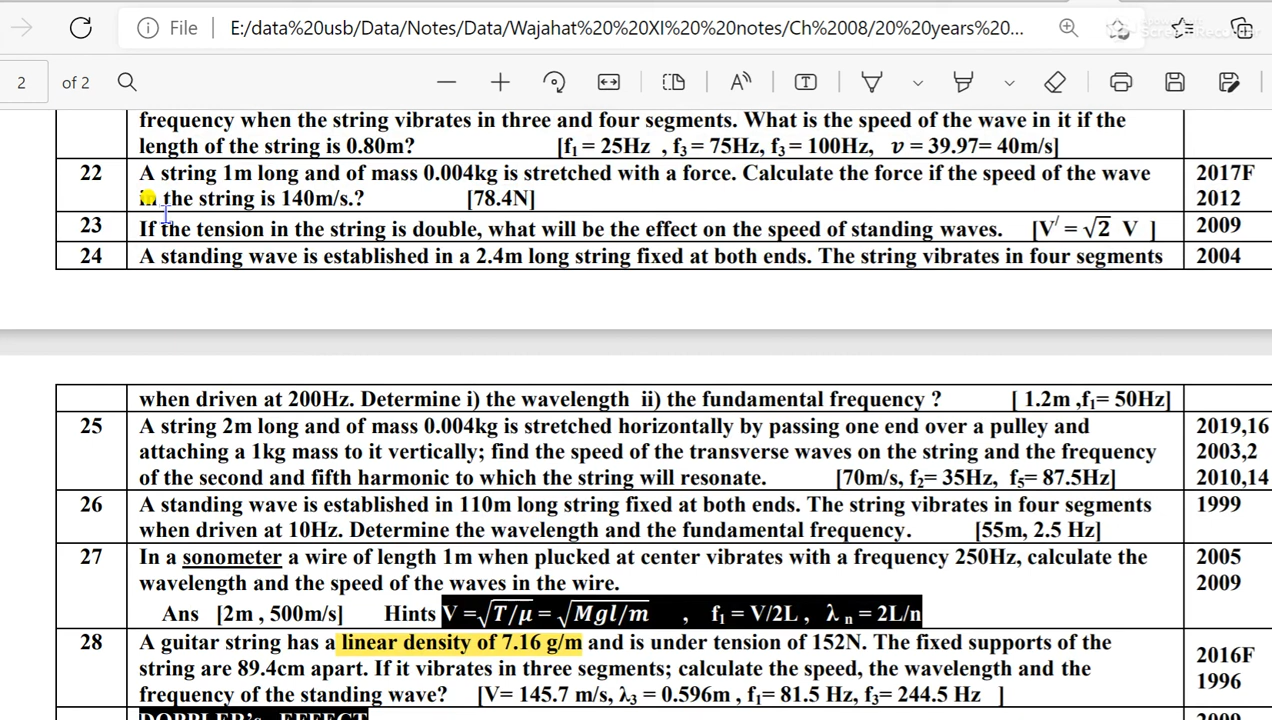 File E:/data%20usb/Data/Notes/Data/Wajahat%20%20XI%20%20notes/Ch%2008/20%20years%20...
2 of 2
frequency when the string vibrates in three and four segments. What is the speed of the wave in it if the
length of the string is 0.80m? [f₁ = 25Hz , f₃ = 75Hz, f₃ = 100Hz, v = 39.97= 40m/s]
22 A string 1m long and of mass 0.004kg is stretched with a force. Calculate the force if the speed of the wave 2017F
in the string is 140m/s.? [78.4N] 2012
23 If the tension in the string is double, what will be the effect on the speed of standing waves. [V/ = √2 V ] 2009
24 A standing wave is established in a 2.4m long string fixed at both ends. The string vibrates in four segments 2004
when driven at 200Hz. Determine i) the wavelength ii) the fundamental frequency ? [ 1.2m ,f₁= 50Hz]
25 A string 2m long and of mass 0.004kg is stretched horizontally by passing one end over a pulley and 2019,16
attaching a 1kg mass to it vertically; find the speed of the transverse waves on the string and the frequency 2003,2
of the second and fifth harmonic to which the string will resonate. [70m/s, f₂= 35Hz, f₅= 87.5Hz] 2010,14
26 A standing wave is established in 110m long string fixed at both ends. The string vibrates in four segments 1999
when driven at 10Hz. Determine the wavelength and the fundamental frequency. [55m, 2.5 Hz]
27 In a sonometer a wire of length 1m when plucked at center vibrates with a frequency 250Hz, calculate the 2005
wavelength and the speed of the waves in the wire. 2009
Ans [2m , 500m/s] Hints V =√T/μ = √Mgl/m , f₁ = V/2L , λ n = 2L/n
28 A guitar string has a linear density of 7.16 g/m and is under tension of 152N. The fixed supports of the
string are 89.4cm apart. If it vibrates in three segments; calculate the speed, the wavelength and the 2016F
frequency of the standing wave? [V= 145.7 m/s, λ₃ = 0.596m , f₁= 81.5 Hz, f₃= 244.5 Hz ] 1996
DOPPLER's EFFECT 2009